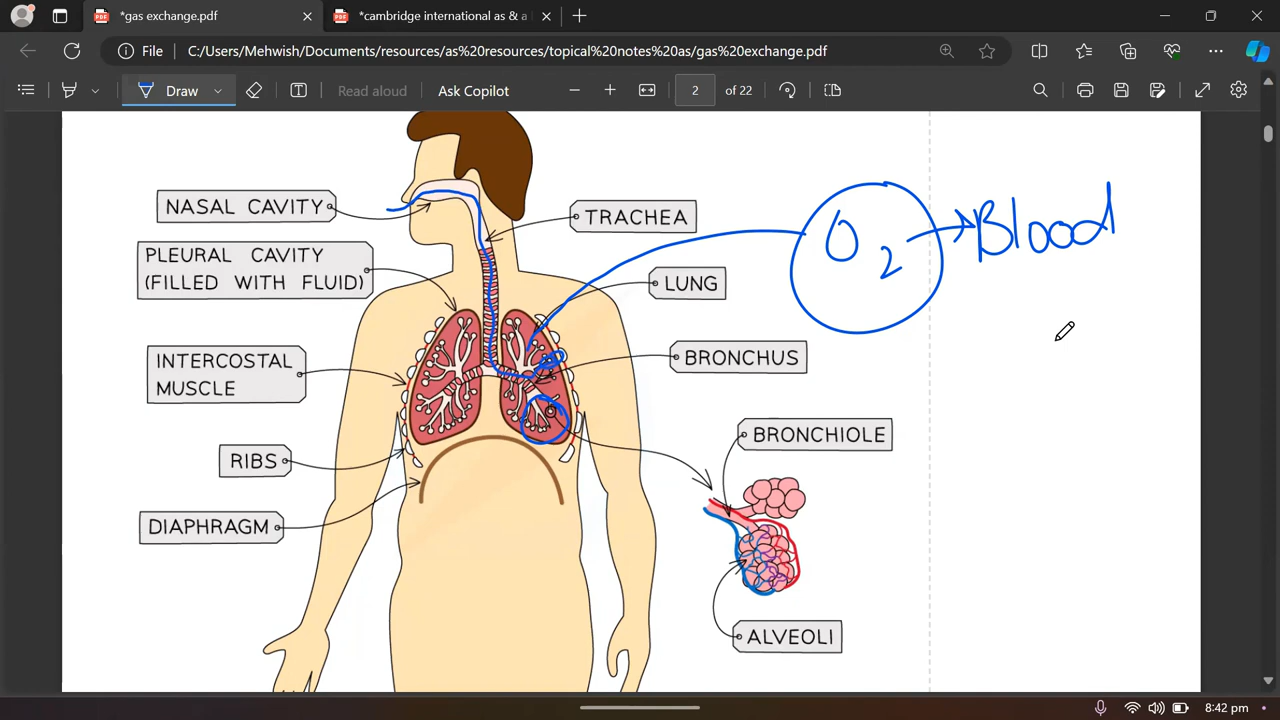 *gas exchange.pdf
*cambridge international as & a l
File
C:/Users/Mehwish/Documents/resources/as%20resources/topical%20notes%20as/gas%20exchange.pdf
Draw
Read aloud
Ask Copilot
2
of 22
NASAL CAVITY
TRACHEA
O2
Blood
PLEURAL CAVITY
(FILLED WITH FLUID)
LUNG
INTERCOSTAL
MUSCLE
BRONCHUS
RIBS
BRONCHIOLE
DIAPHRAGM
ALVEOLI
8:42 pm